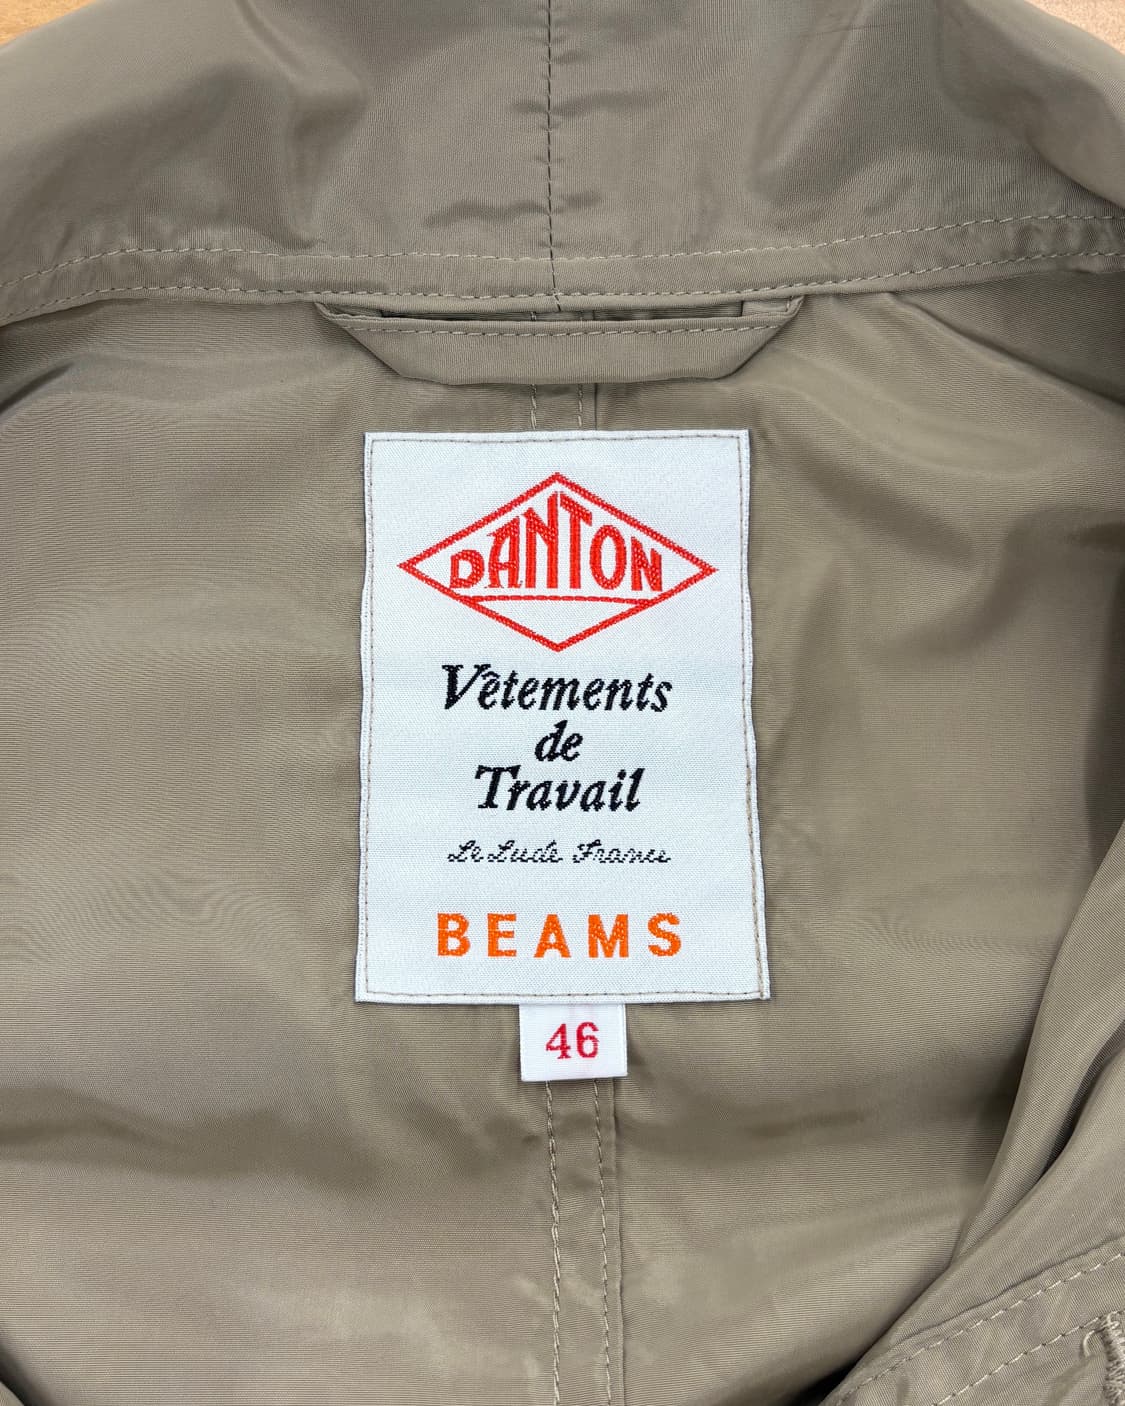 DANTON
Vêtements
de
Travail
Le Lude France
BEAMS
46